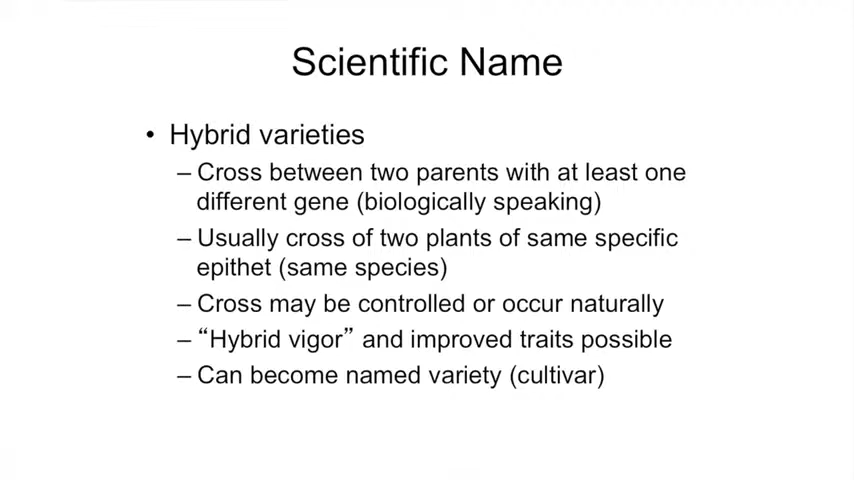 Scientific Name
• Hybrid varieties
– Cross between two parents with at least one
different gene (biologically speaking)
– Usually cross of two plants of same specific
epithet (same species)
– Cross may be controlled or occur naturally
– “Hybrid vigor” and improved traits possible
– Can become named variety (cultivar)